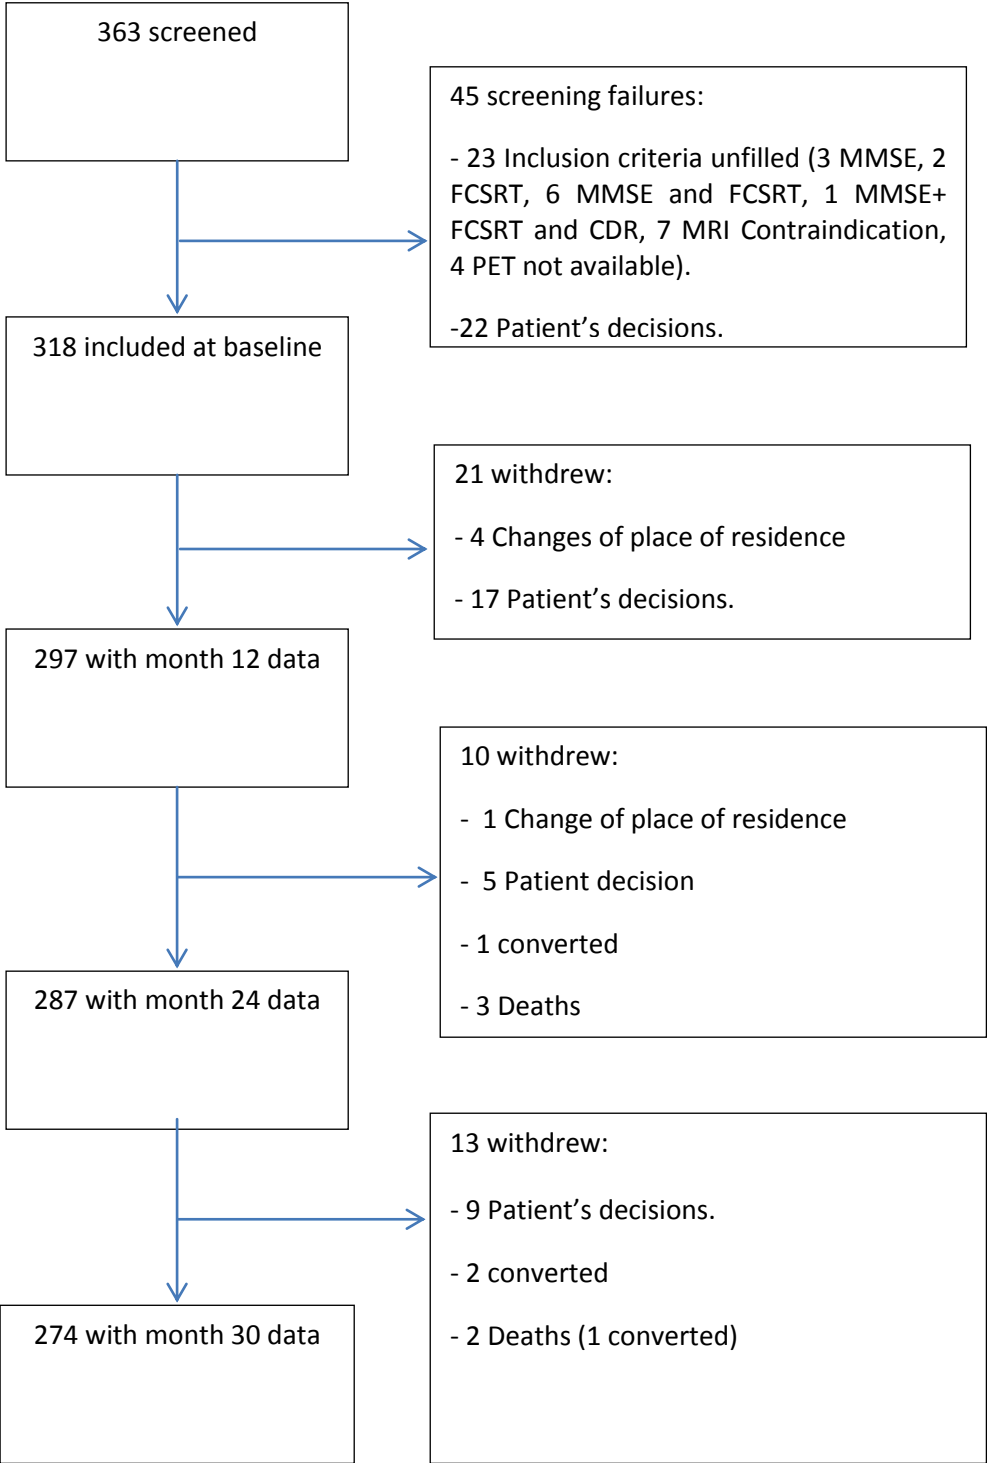 363 screened
45 screening failures:
- 23 Inclusion criteria unfilled (3 MMSE, 2
FCSRT, 6 MMSE and FCSRT, 1 MMSE+
FCSRT and CDR, 7 MRI Contraindication,
4 PET not available).
-22 Patient’s decisions.
318 included at baseline
21 withdrew:
- 4 Changes of place of residence
- 17 Patient’s decisions.
297 with month 12 data
10 withdrew:
- 1 Change of place of residence
- 5 Patient decision
- 1 converted
- 3 Deaths
287 with month 24 data
13 withdrew:
- 9 Patient’s decisions.
- 2 converted
- 2 Deaths (1 converted)
274 with month 30 data